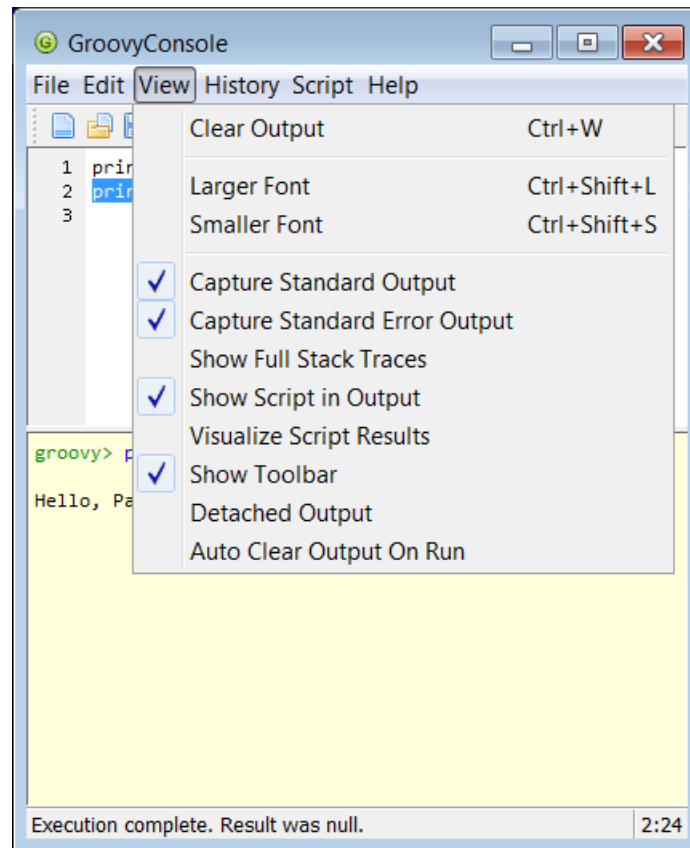 GroovyConsole
File Edit View History Script Help
Clear Output Ctrl+W
1
2
3
Larger Font Ctrl+Shift+L
Smaller Font Ctrl+Shift+S
Capture Standard Output
Capture Standard Error Output
Show Full Stack Traces
Show Script in Output
Visualize Script Results
Show Toolbar
Detached Output
Auto Clear Output On Run
groovy>
Hello,
Execution complete. Result was null. 2:24